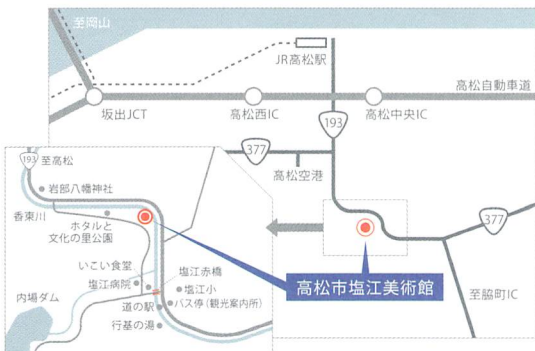 至岡山
JR高松駅
高松自動車道
坂出JCT
高松西IC
高松中央IC
193
377
高松空港
377
高松市塩江美術館
至脇町IC
193
至高松
岩部八幡神社
香東川
ホタルと
文化の里公園
いこい食堂
塩江病院
道の駅
行基の湯
塩江赤橋
塩江小
バス停(観光案内所)
内場ダム